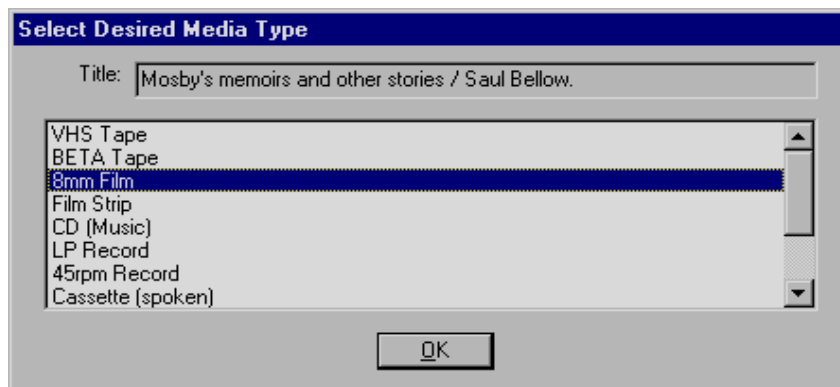 Select Desired Media Type
Title: Mosby's memoirs and other stories / Saul Bellow.
VHS Tape
BETA Tape
8mm Film
Film Strip
CD (Music)
LP Record
45rpm Record
Cassette (spoken)
OK